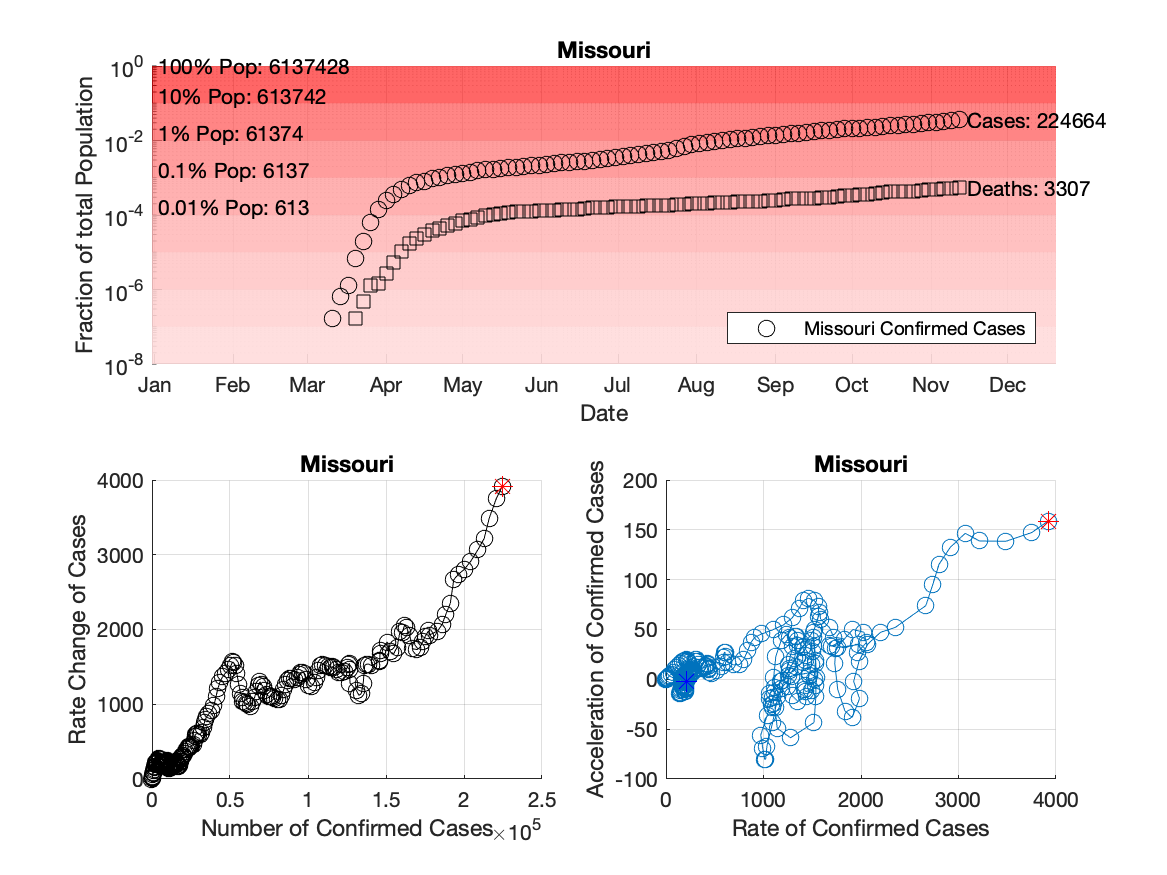 Missouri
Fraction of total Population
10^0
10^-2
10^-4
10^-6
10^-8
100% Pop: 6137428
10% Pop: 613742
1% Pop: 61374
0.1% Pop: 6137
0.01% Pop: 613
Cases: 224664
Deaths: 3307
Missouri Confirmed Cases
Jan Feb Mar Apr May Jun Jul Aug Sep Oct Nov Dec
Date
Missouri
Rate Change of Cases
4000
3000
2000
1000
0
0 0.5 1 1.5 2 2.5
Number of Confirmed Cases ×10^5
Missouri
Acceleration of Confirmed Cases
200
150
100
50
0
-50
-100
0 1000 2000 3000 4000
Rate of Confirmed Cases